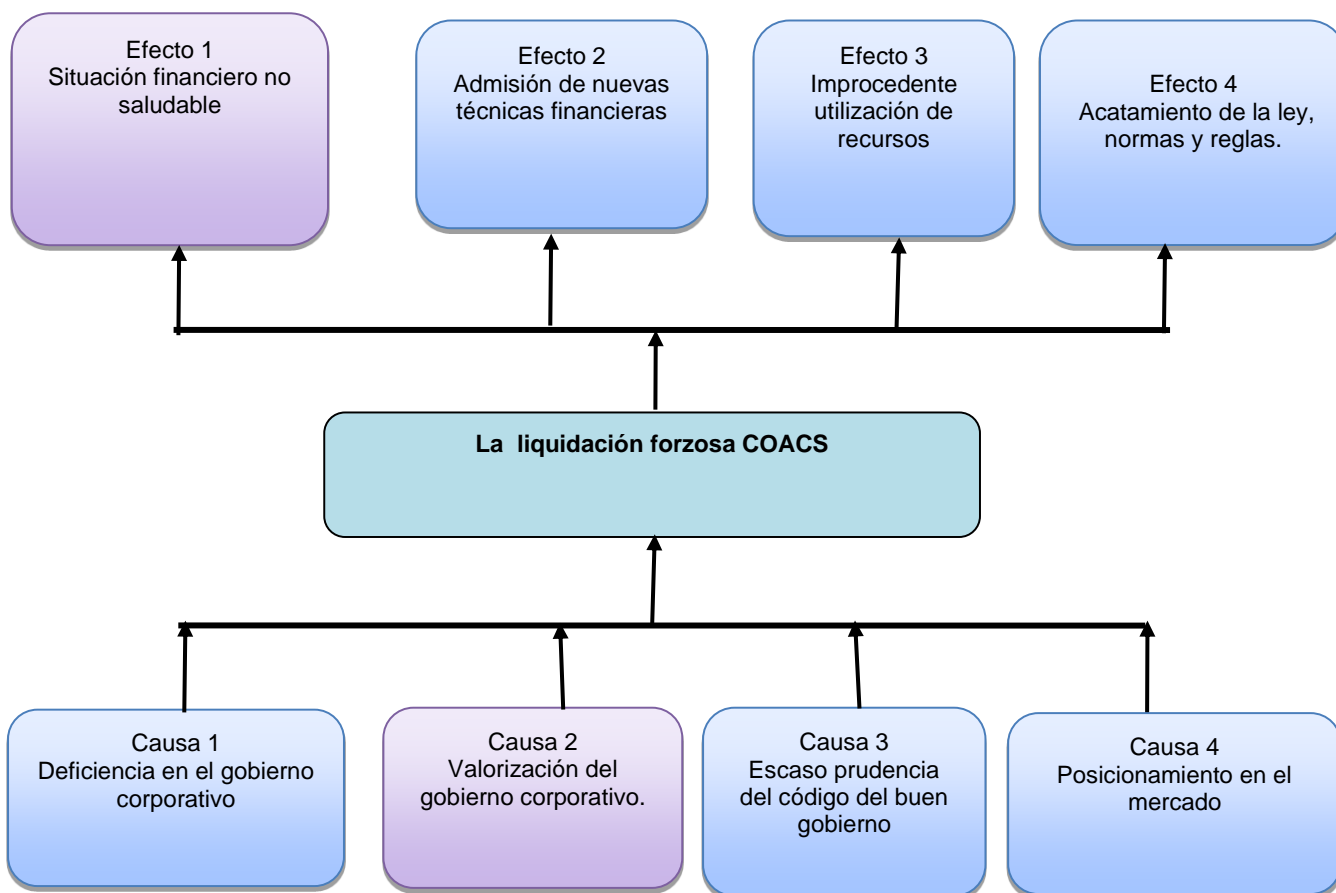 Efecto 1
Situación financiero no
saludable
Efecto 2
Admisión de nuevas
técnicas financieras
Efecto 3
Improcedente
utilización de
recursos
Efecto 4
Acatamiento de la ley,
normas y reglas.
La  liquidación forzosa COACS
Causa 1
Deficiencia en el gobierno
corporativo
Causa 2
Valorización del
gobierno corporativo.
Causa 3
Escaso prudencia
del código del buen
gobierno
Causa 4
Posicionamiento en el
mercado